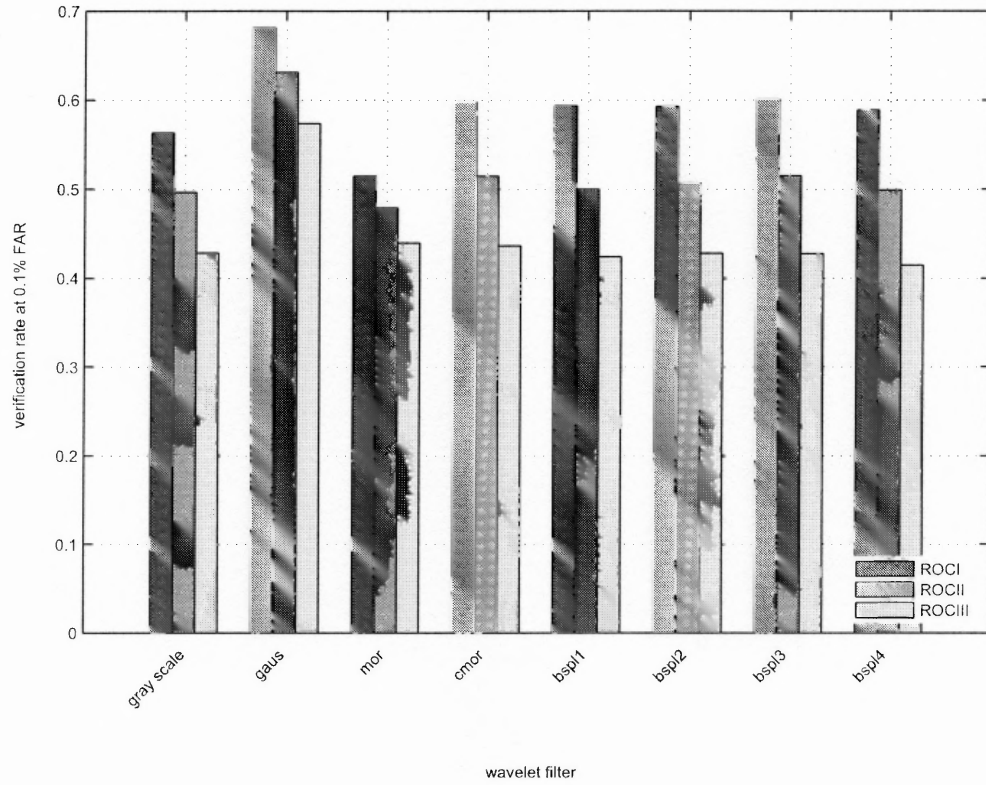 0.7
0.6
0.5
0.4
0.3
0.2
0.1
0
verification rate at 0.1% FAR
ROCI
ROCII
ROCIII
gray scale
gaus
mor
cmor
bspl1
bspl2
bspl3
bspl4
wavelet filter